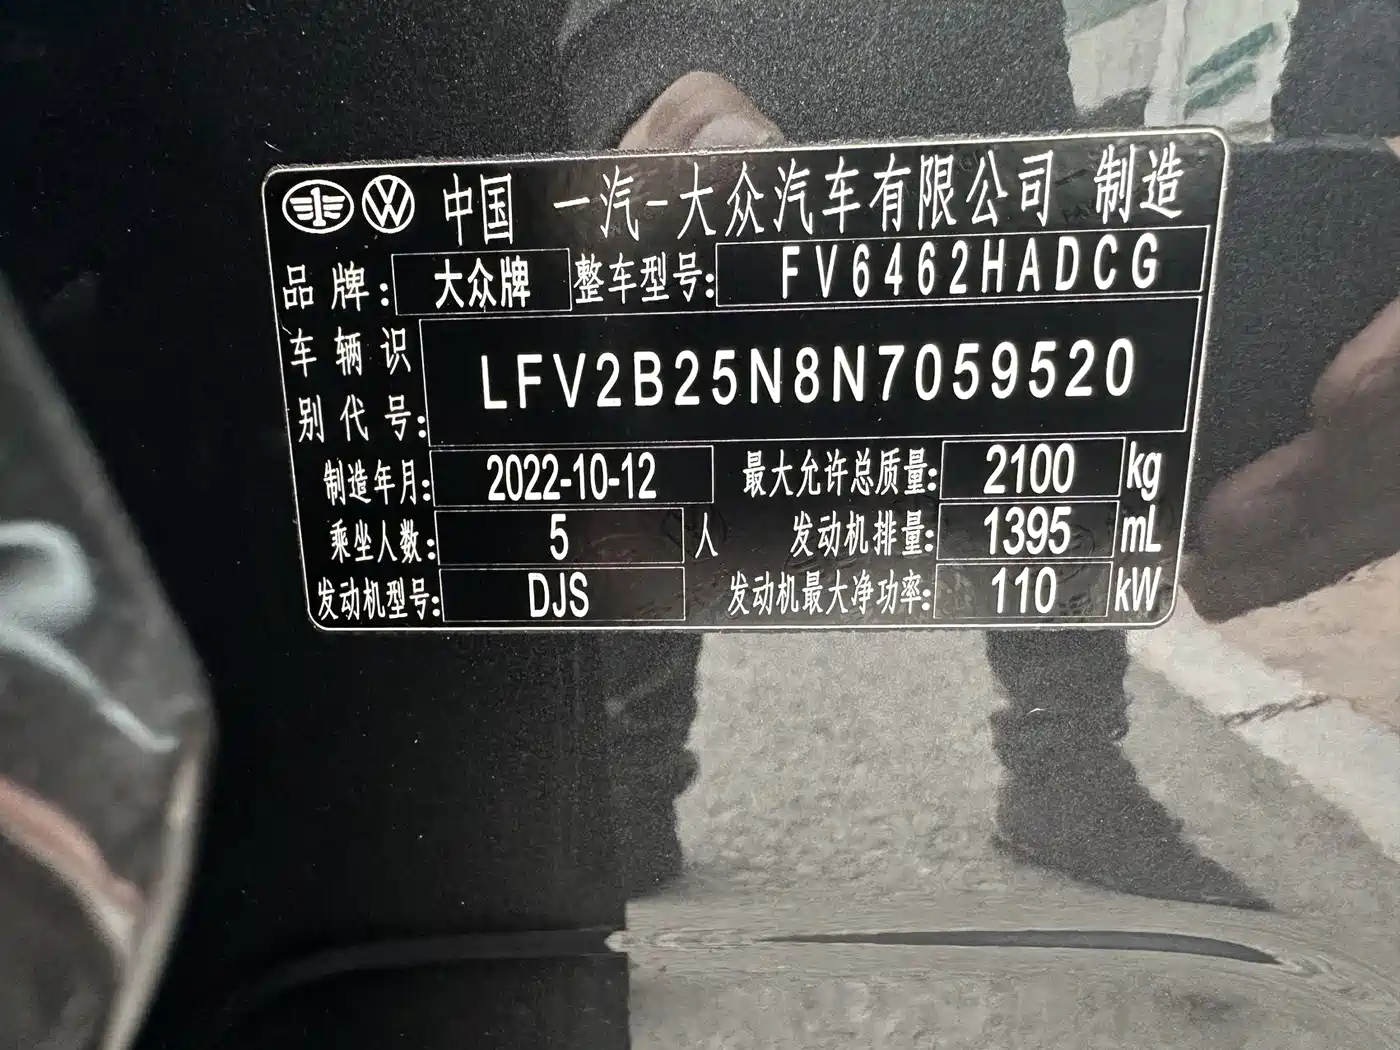 中国 一汽-大众汽车有限公司 制造
品牌: 大众牌 整车型号: FV6462HADCG
车辆识别代号: LFV2B25N8N7059520
制造年月: 2022-10-12 最大允许总质量: 2100 kg
乘坐人数: 5 人 发动机排量: 1395 mL
发动机型号: DJS 发动机最大净功率: 110 kW